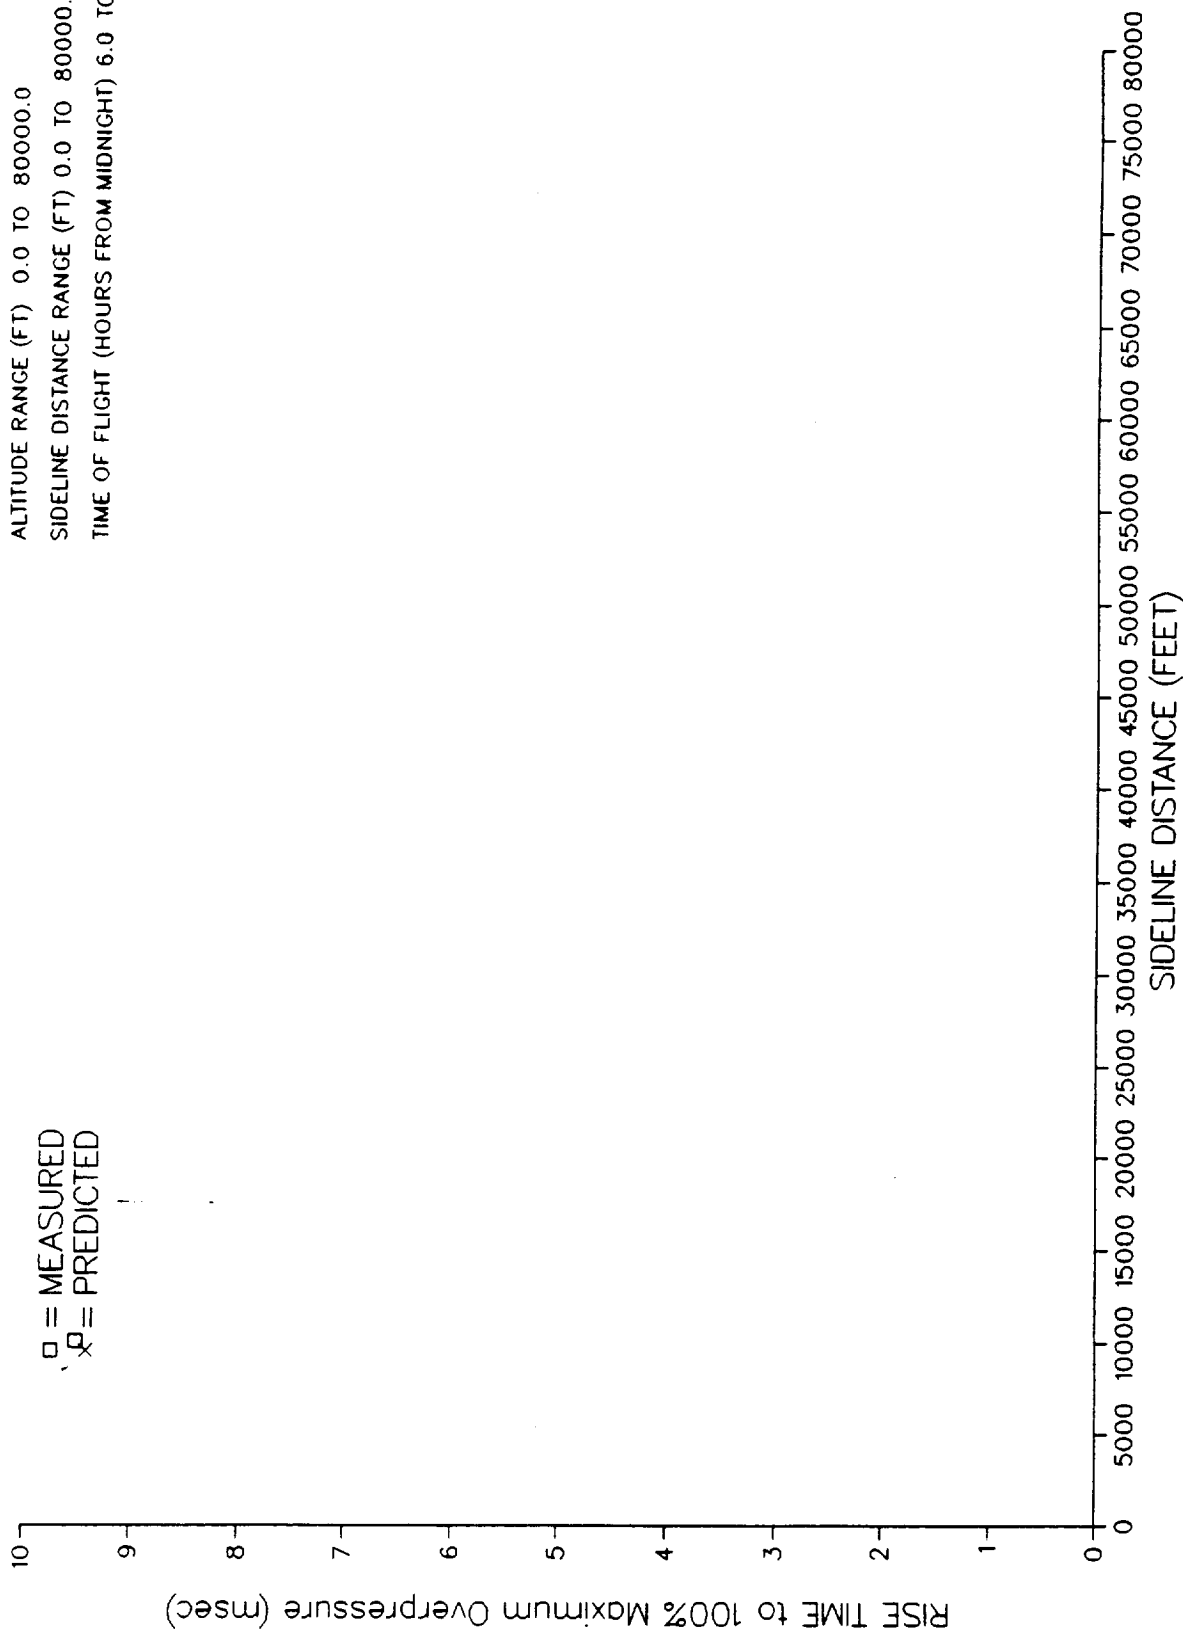 ALTITUDE RANGE (FT) 0.0 TO 80000.0
SIDELINE DISTANCE RANGE (FT) 0.0 TO 80000.
TIME OF FLIGHT (HOURS FROM MIDNIGHT) 6.0 TO
□ = MEASURED
x□ = PREDICTED
RISE TIME to 100% Maximum Overpressure (msec)
10
9
8
7
6
5
4
3
2
1
0
0 5000 10000 15000 20000 25000 30000 35000 40000 45000 50000 55000 60000 65000 70000 75000 80000
SIDELINE DISTANCE (FEET)